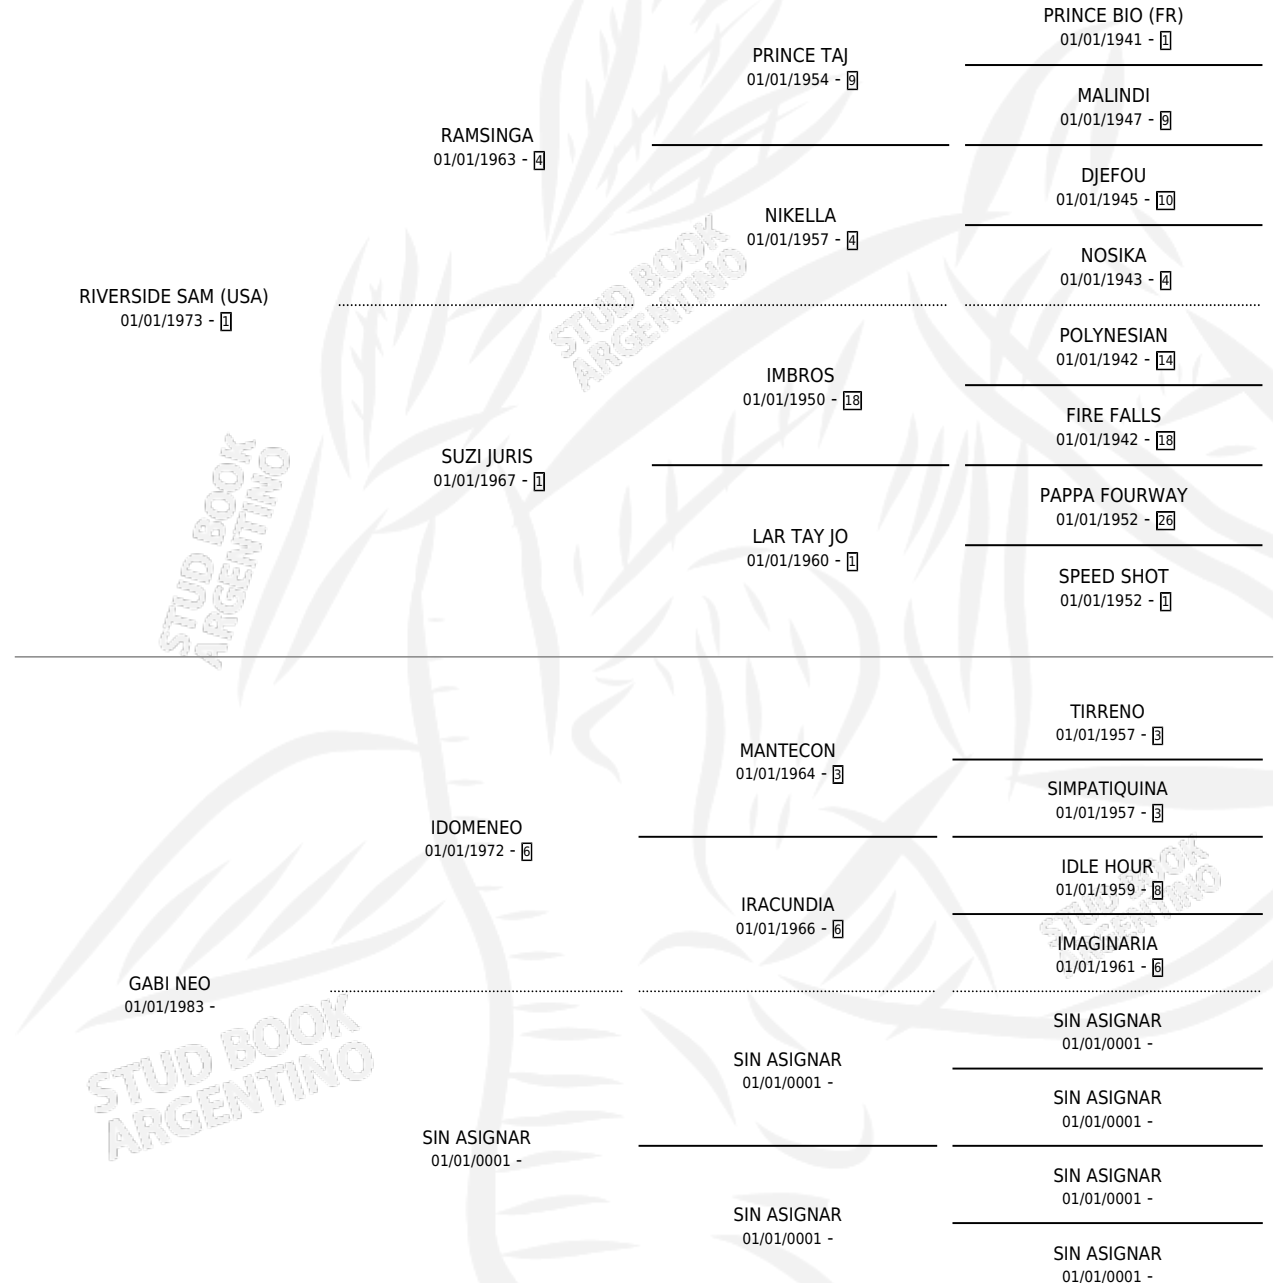 PRINCE BIO (FR)
01/01/1941 - 1
PRINCE TAJ
01/01/1954 - 9
MALINDI
01/01/1947 - 9
RAMSINGA
01/01/1963 - 4
DJEFOU
01/01/1945 - 10
NIKELLA
01/01/1957 - 4
NOSIKA
01/01/1943 - 4
RIVERSIDE SAM (USA)
01/01/1973 - 1
POLYNESIAN
01/01/1942 - 14
IMBROS
01/01/1950 - 18
FIRE FALLS
01/01/1942 - 18
SUZI JURIS
01/01/1967 - 1
PAPPA FOURWAY
01/01/1952 - 26
LAR TAY JO
01/01/1960 - 1
SPEED SHOT
01/01/1952 - 1
STUD BOOK
ARGENTINO
STUD BOOK
ARGENTINO
TIRRENO
01/01/1957 - 3
MANTECON
01/01/1964 - 3
SIMPATIQUINA
01/01/1957 - 3
IDOMENEO
01/01/1972 - 6
IDLE HOUR
01/01/1959 - 8
IRACUNDIA
01/01/1966 - 6
IMAGINARIA
01/01/1961 - 6
GABI NEO
01/01/1983 -
SIN ASIGNAR
01/01/0001 -
SIN ASIGNAR
01/01/0001 -
SIN ASIGNAR
01/01/0001 -
SIN ASIGNAR
01/01/0001 -
SIN ASIGNAR
01/01/0001 -
SIN ASIGNAR
01/01/0001 -
SIN ASIGNAR
01/01/0001 -
STUD BOOK
ARGENTINO
STUD BOOK
ARGENTINO